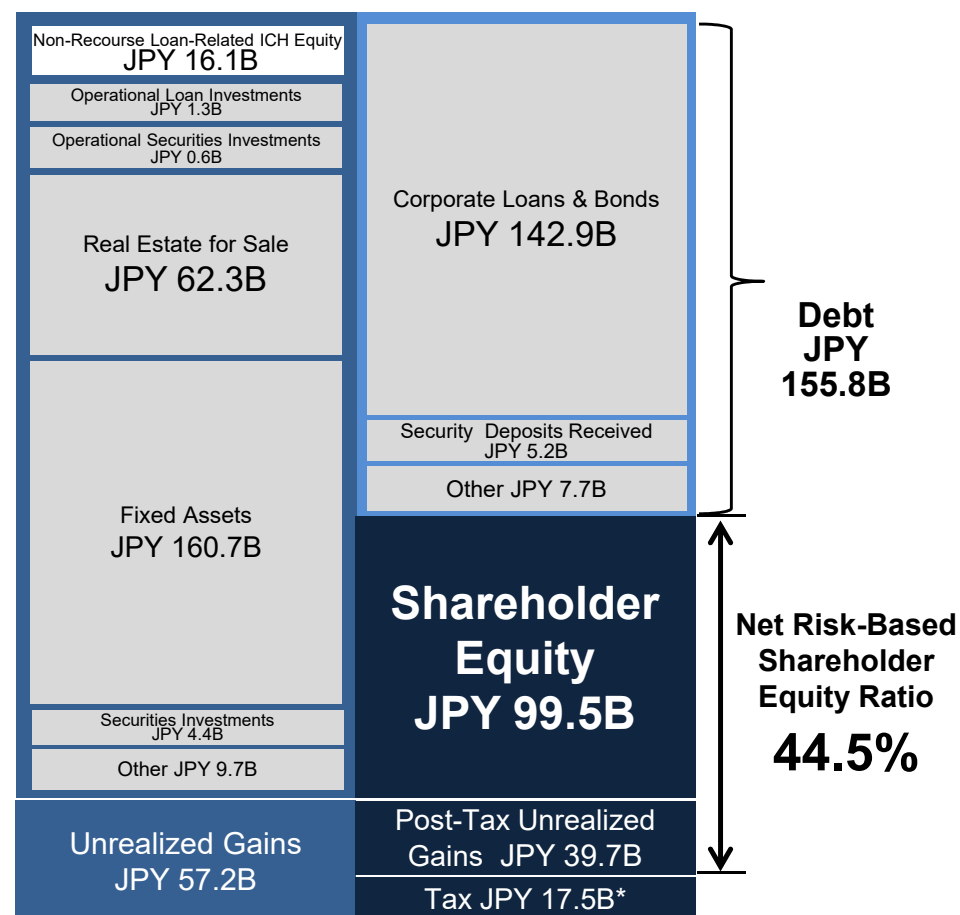 Non-Recourse Loan-Related ICH Equity
JPY 16.1B
Operational Loan Investments
JPY 1.3B
Operational Securities Investments
JPY 0.6B
Real Estate for Sale
JPY 62.3B
Fixed Assets
JPY 160.7B
Securities Investments
JPY 4.4B
Other JPY 9.7B
Unrealized Gains
JPY 57.2B
Corporate Loans & Bonds
JPY 142.9B
Security Deposits Received
JPY 5.2B
Other JPY 7.7B
Shareholder
Equity
JPY 99.5B
Post-Tax Unrealized
Gains JPY 39.7B
Tax JPY 17.5B*
Debt
JPY
155.8B
Net Risk-Based
Shareholder
Equity Ratio
44.5%